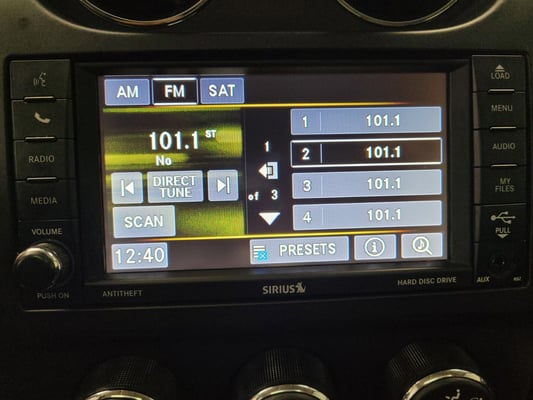 LOAD
AM FM SAT
MENU
RADIO
MEDIA
VOLUME
PUSH ON
AUDIO
MY
FILES
PULL
AUX
101.1 ST
No
DIRECT
TUNE
SCAN
12:40
1
of 3
1 101.1
2 101.1
3 101.1
4 101.1
PRESETS
ANTITHEFT
SIRIUS
HARD DISC DRIVE